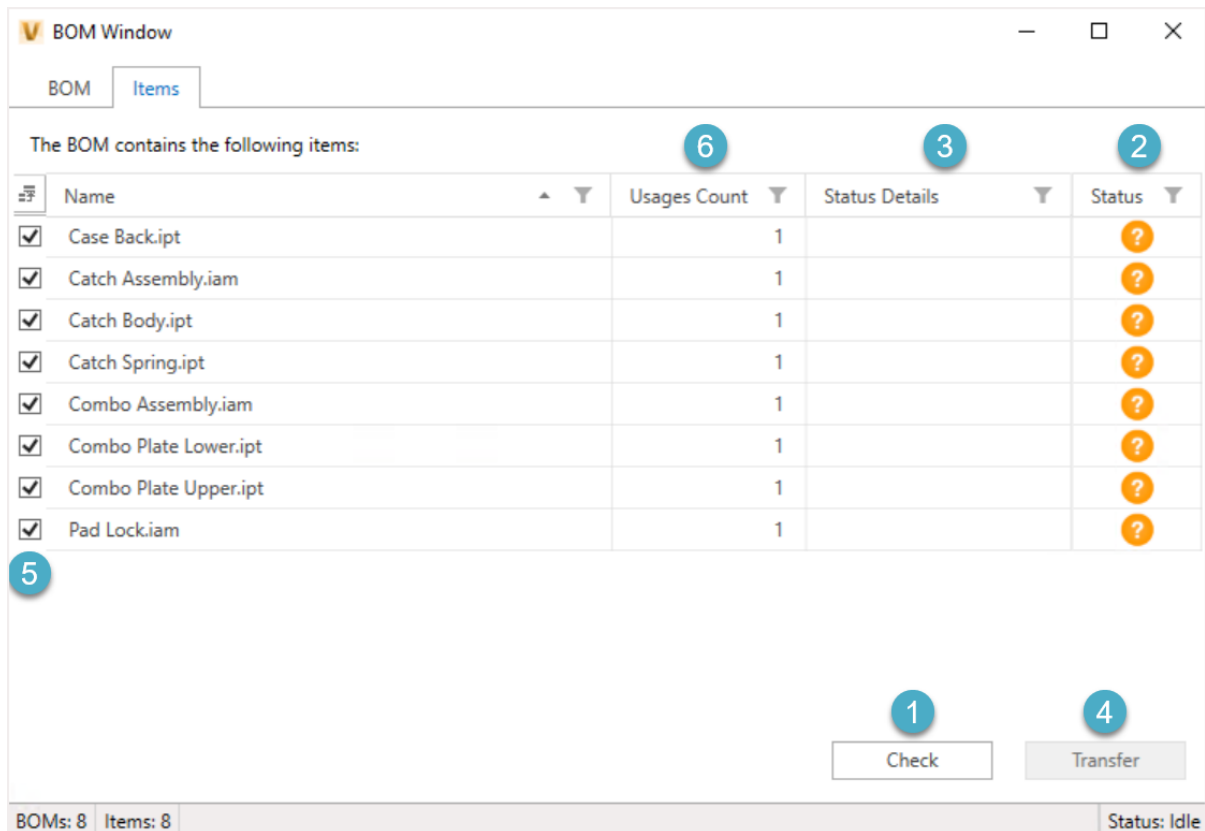 BOM Window
BOM Items
The BOM contains the following items:
6 3 2
Name Usages Count Status Details Status
Case Back.ipt 1 ?
Catch Assembly.iam 1 ?
Catch Body.ipt 1 ?
Catch Spring.ipt 1 ?
Combo Assembly.iam 1 ?
Combo Plate Lower.ipt 1 ?
Combo Plate Upper.ipt 1 ?
Pad Lock.iam 1 ?
5
1 4
Check Transfer
BOMs: 8 Items: 8 Status: Idle